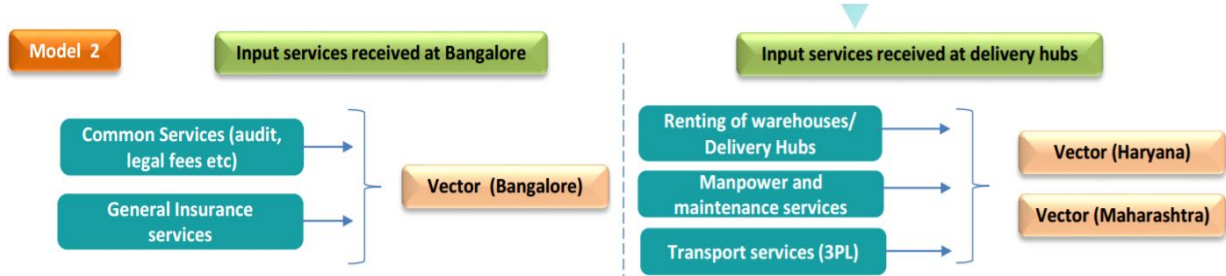 Model 2
Input services received at Bangalore
Common Services (audit,
legal fees etc)
General Insurance
services
Vector (Bangalore)
Input services received at delivery hubs
Renting of warehouses/
Delivery Hubs
Manpower and
maintenance services
Transport services (3PL)
Vector (Haryana)
Vector (Maharashtra)